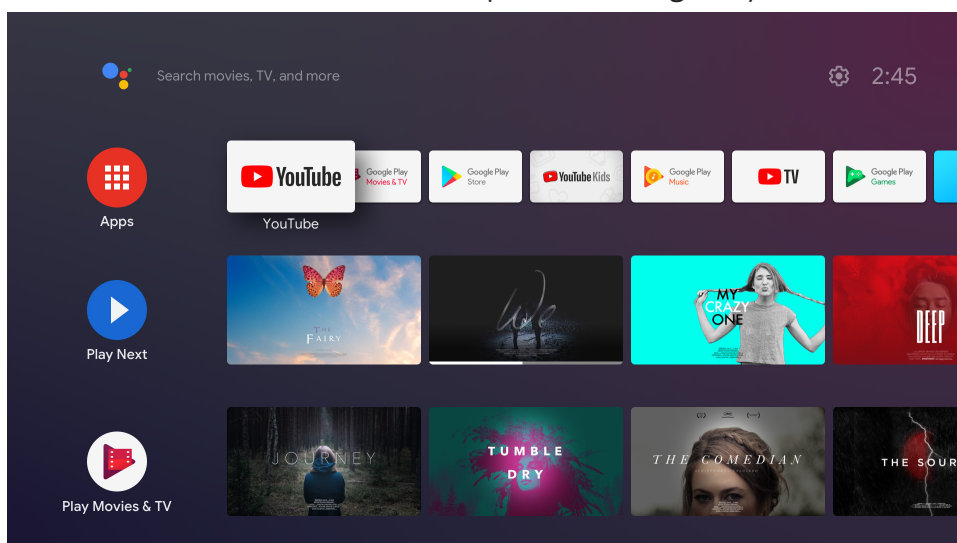 Search movies, TV, and more
2:45
YouTube
Google Play
Movies & TV
Google Play
Store
YouTube Kids
Google Play
Music
TV
Google Play
Games
Apps
YouTube
THE
FAIRY
We
MY
CRAZY
ONE
DEEP
Play Next
JOURNEY
TUMBLE
DRY
THE COMEDIAN
THE SOUR
Play Movies & TV